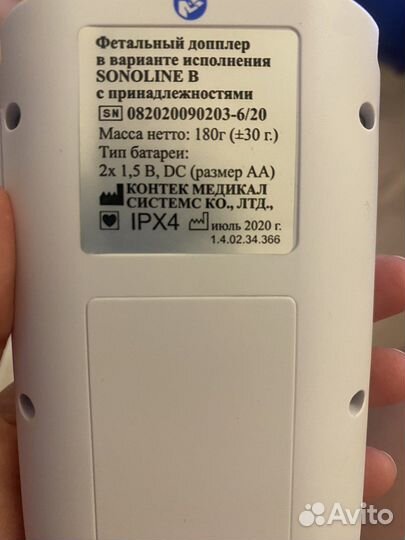 Фетальный допплер
в варианте исполнения
SONOLINE B
с принадлежностями
SN 082020090203-6/20
Масса нетто: 180г (±30 г.)
Тип батареи:
2x 1,5 В, DC (размер AA)
КОНТЕК МЕДИКАЛ
СИСТЕМС КО., ЛТД.,
IPX4 июль 2020 г.
1.4.02.34.366
Avito